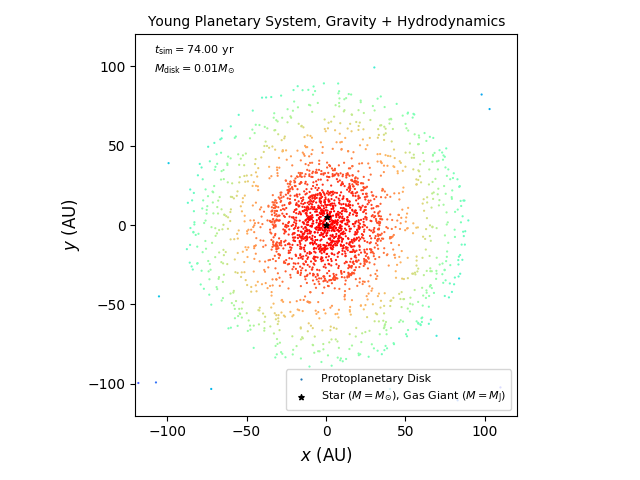 Young Planetary System, Gravity + Hydrodynamics
t_sim = 74.00 yr
M_disk = 0.01M_⊙
100
50
0
−50
−100
y (AU)
Protoplanetary Disk
Star (M = M_⊙), Gas Giant (M = M_J)
−100 −50 0 50 100
x (AU)